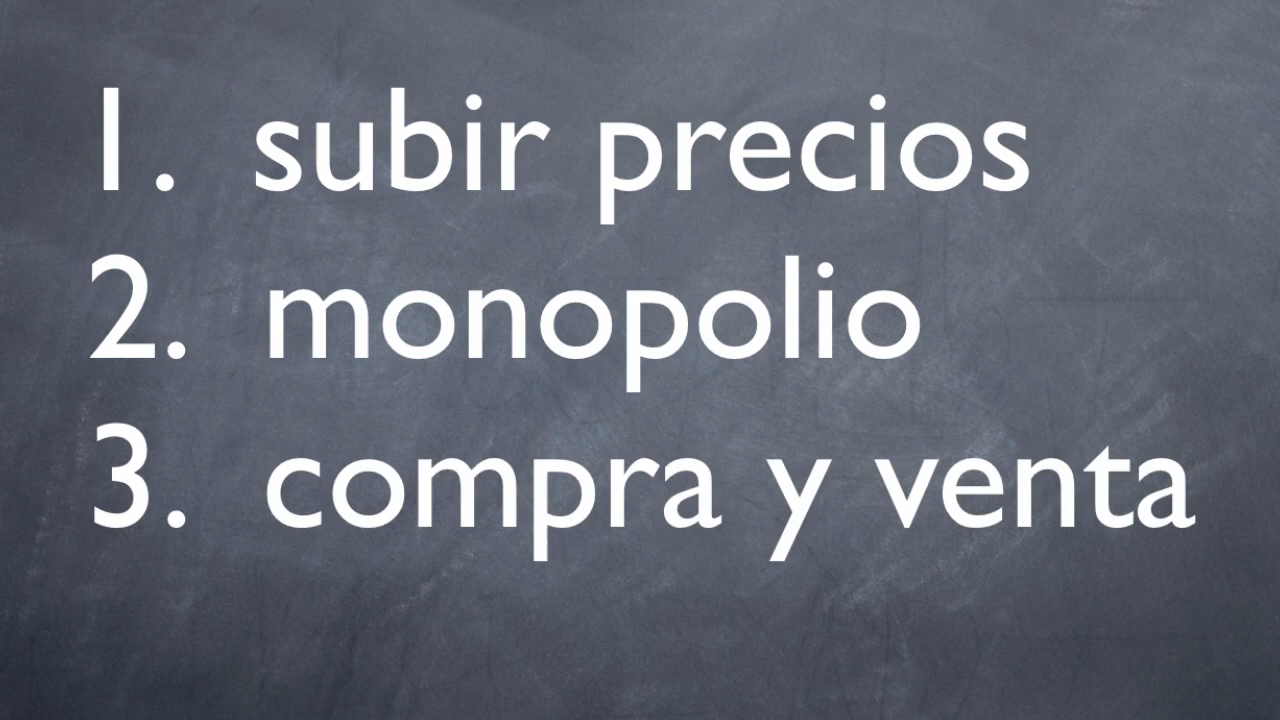 1. subir precios
2. monopolio
3. compra y venta